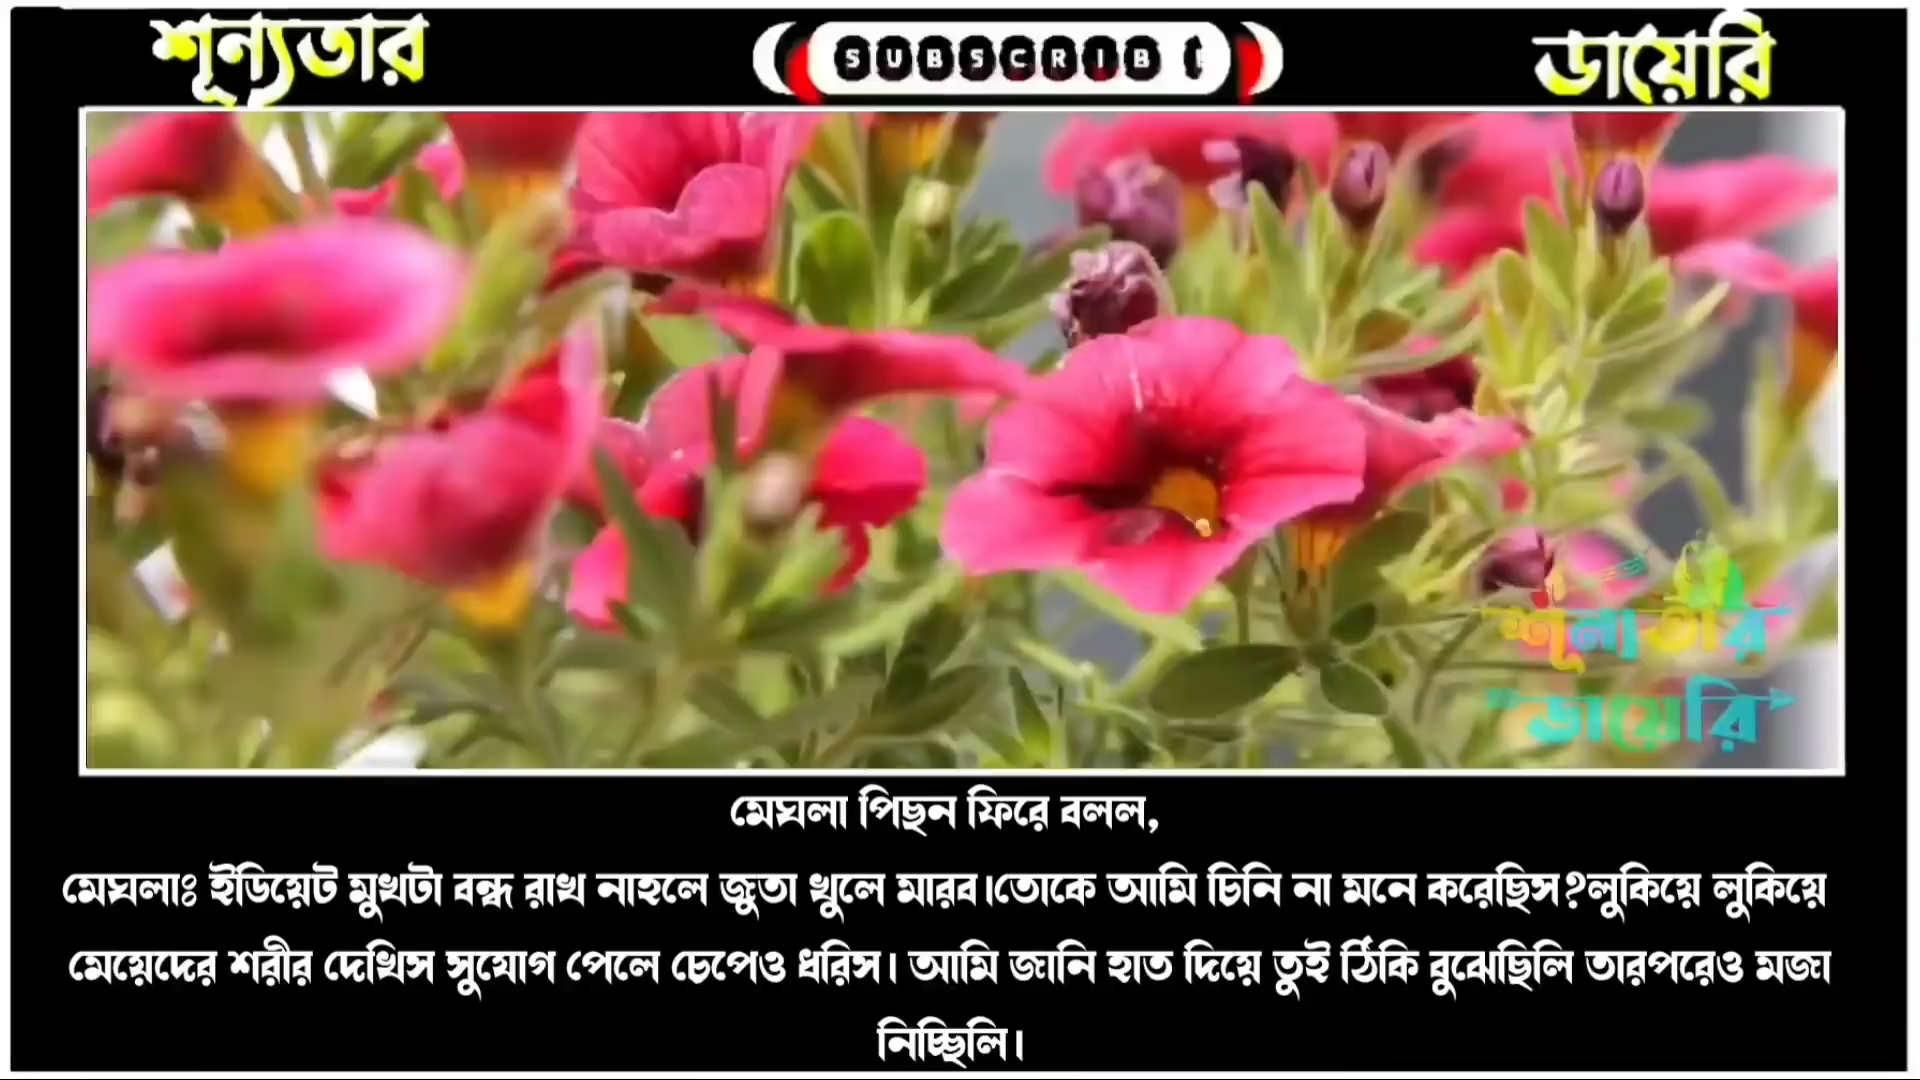 শূন্যতার
SUBSCRIB
ডায়েরি
শূন্যতার
ডায়েরি
মেঘলা পিছন ফিরে বলল,
মেঘলাঃ ইডিয়েট মুখটা বন্ধ রাখ নাহলে জুতা খুলে মারব।তোকে আমি চিনি না মনে করেছিস?লুকিয়ে লুকিয়ে
মেয়েদের শরীর দেখিস সুযোগ পেলে চেপেও ধরিস। আমি জানি হাত দিয়ে তুই ঠিকি বুঝেছিলি তারপরেও মজা
নিচ্ছিলি।